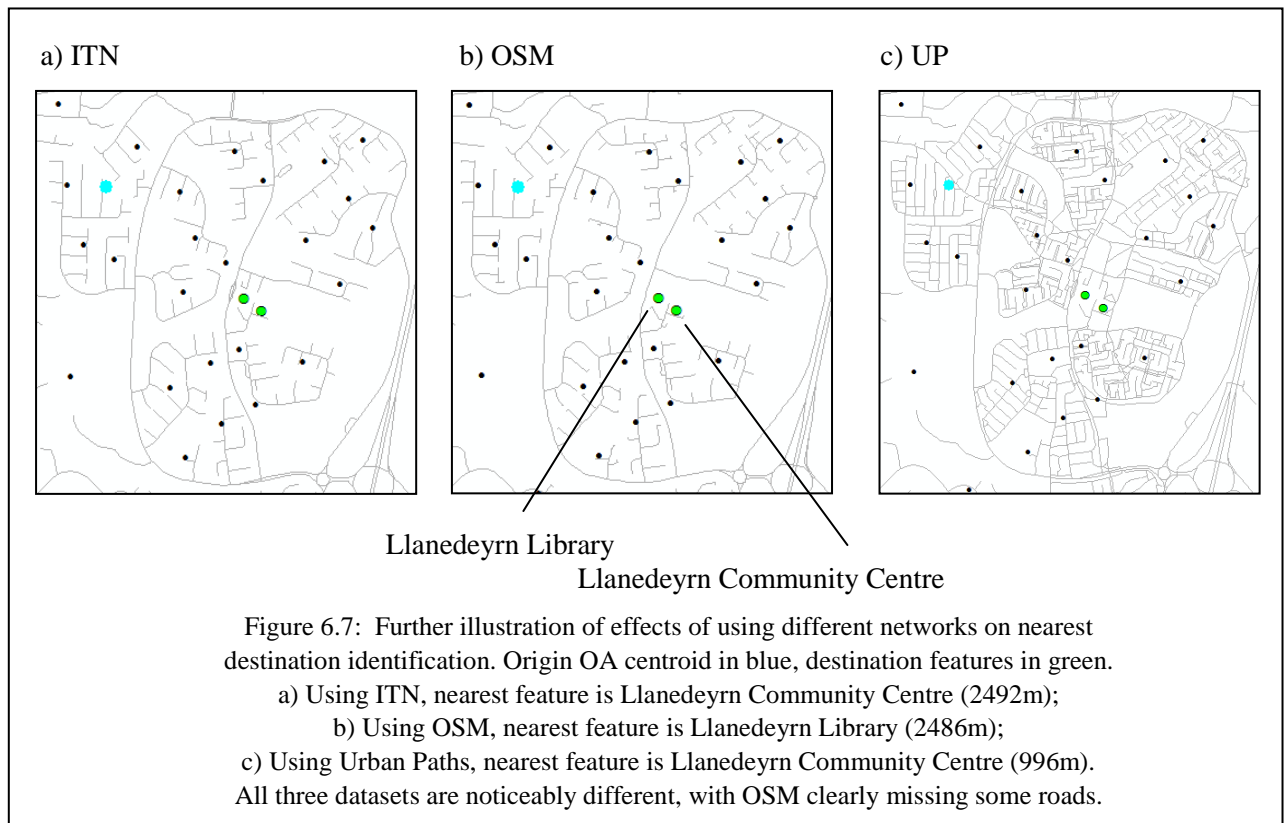 a) ITN
b) OSM
c) UP
Llanedeyrn Library
Llanedeyrn Community Centre
Figure 6.7: Further illustration of effects of using different networks on nearest
destination identification. Origin OA centroid in blue, destination features in green.
a) Using ITN, nearest feature is Llanedeyrn Community Centre (2492m);
b) Using OSM, nearest feature is Llanedeyrn Library (2486m);
c) Using Urban Paths, nearest feature is Llanedeyrn Community Centre (996m).
All three datasets are noticeably different, with OSM clearly missing some roads.